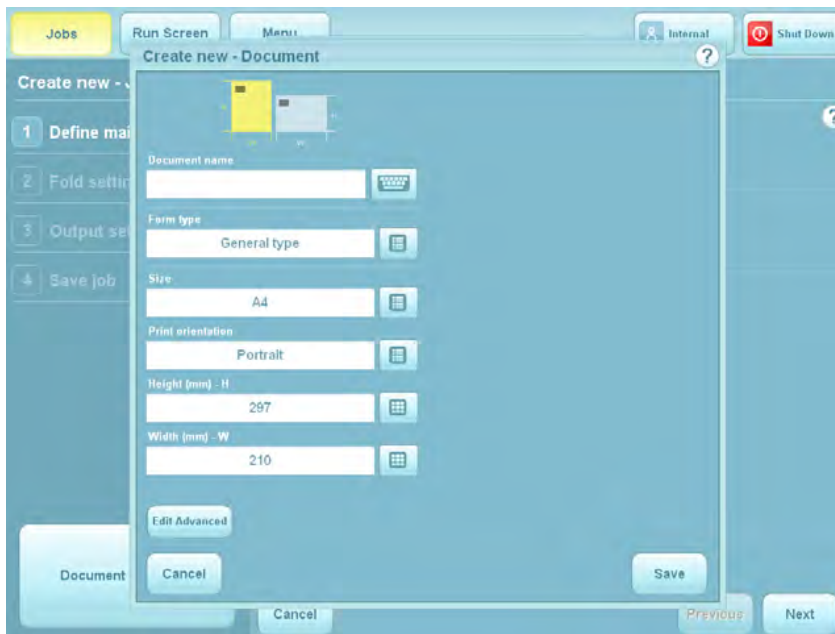 Jobs
Run Screen
Menu
Internal
Shut Down
Create new - Document
?
Create new -
?
1 Define mai
2 Fold settin
3 Output se
4 Save job
Document name
Form type
General type
Size
A4
Print orientation
Portrait
Height (mm) - H
297
Width (mm) - W
210
Edit Advanced
Cancel
Save
Document
Cancel
Previous
Next